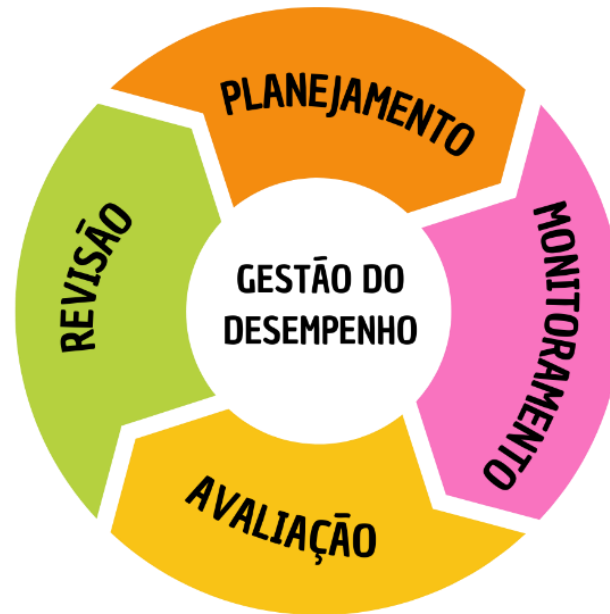 PLANEJAMENTO
MONITORAMENTO
AVALIAÇÃO
REVISÃO
GESTÃO DO
DESEMPENHO